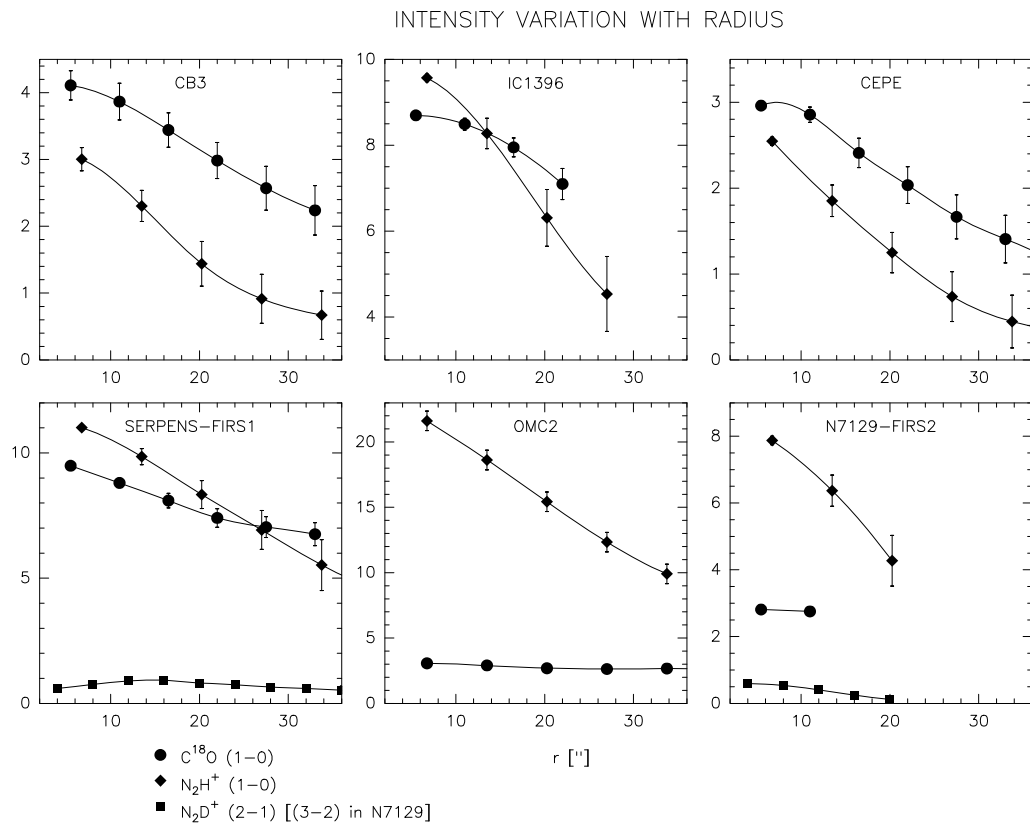 INTENSITY VARIATION WITH RADIUS
CB3
IC1396
CEPE
4
3
2
1
0
10
8
6
4
3
2
1
0
10 20 30
10 20 30
10 20 30
SERPENS-FIRS1
OMC2
N7129-FIRS2
10
5
0
20
15
10
5
0
8
6
4
2
0
10 20 30
10 20 30
10 20 30
C¹⁸O (1-0)
r ["]
N₂H⁺ (1-0)
N₂D⁺ (2-1) [(3-2) in N7129]